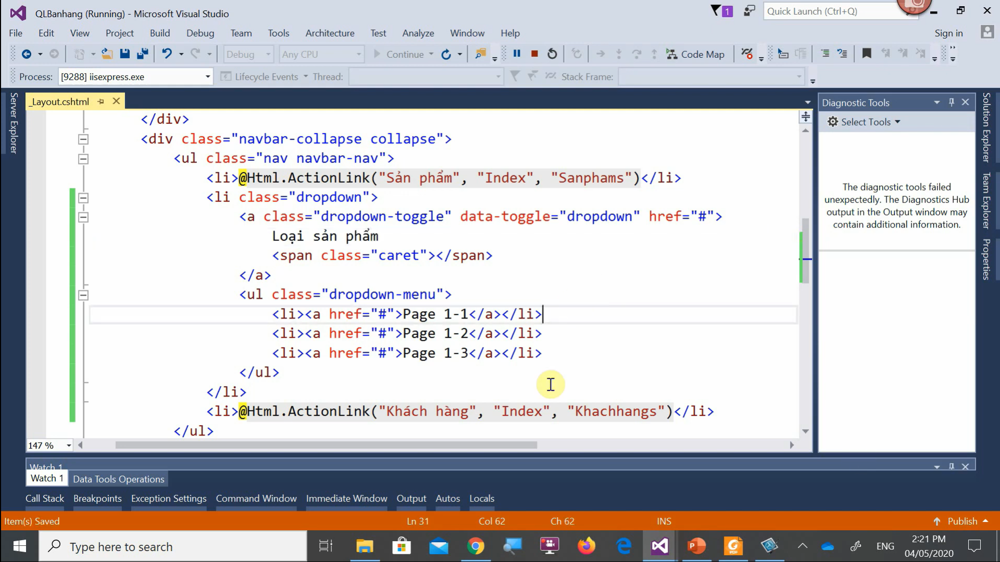 QLBanhang (Running) - Microsoft Visual Studio
1
Quick Launch (Ctrl+Q)
File Edit View Project Build Debug Team Tools Architecture Test Analyze Window Help
Sign in
Debug Any CPU Continue Code Map
Process: [9288] iisexpress.exe Lifecycle Events Thread: Stack Frame:
Server Explorer
_Layout.cshtml
</div>
<div class="navbar-collapse collapse">
<ul class="nav navbar-nav">
<li>@Html.ActionLink("Sản phẩm", "Index", "Sanphams")</li>
<li class="dropdown">
<a class="dropdown-toggle" data-toggle="dropdown" href="#">
Loại sản phẩm
<span class="caret"></span>
</a>
<ul class="dropdown-menu">
<li><a href="#">Page 1-1</a></li>
<li><a href="#">Page 1-2</a></li>
<li><a href="#">Page 1-3</a></li>
</ul>
</li>
<li>@Html.ActionLink("Khách hàng", "Index", "Khachhangs")</li>
</ul>
147 %
Diagnostic Tools
Select Tools
The diagnostic tools failed
unexpectedly. The Diagnostics Hub
output in the Output window may
contain additional information.
Solution Explorer
Team Explorer
Properties
Watch 1
Watch 1 Data Tools Operations
Call Stack Breakpoints Exception Settings Command Window Immediate Window Output Autos Locals
Item(s) Saved Ln 31 Col 62 Ch 62 INS Publish
Type here to search
ENG
2:21 PM
04/05/2020